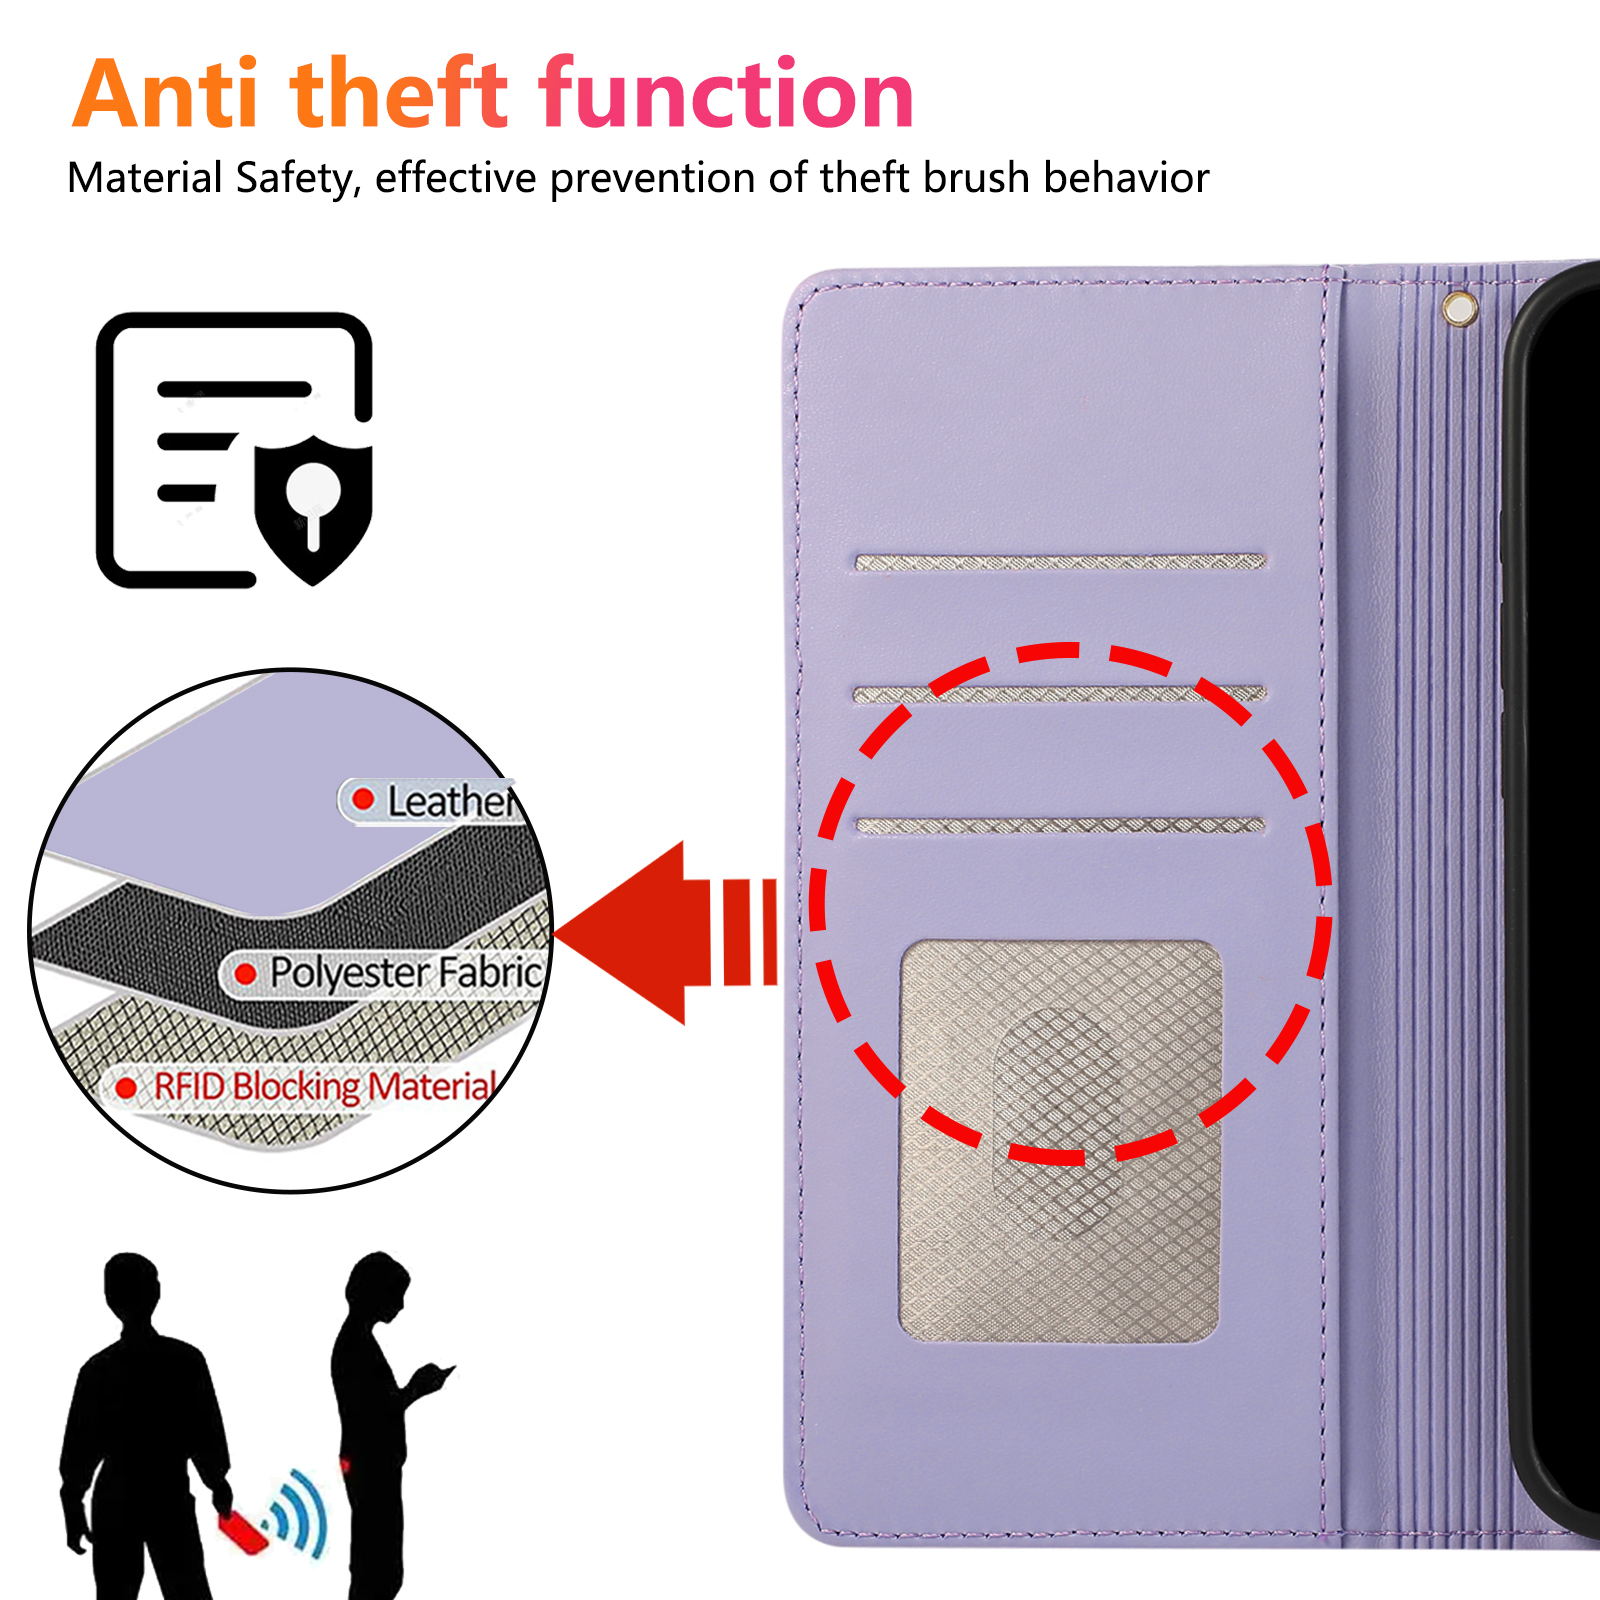 Anti theft function
Material Safety, effective prevention of theft brush behavior
Leather
Polyester Fabric
RFID Blocking Material